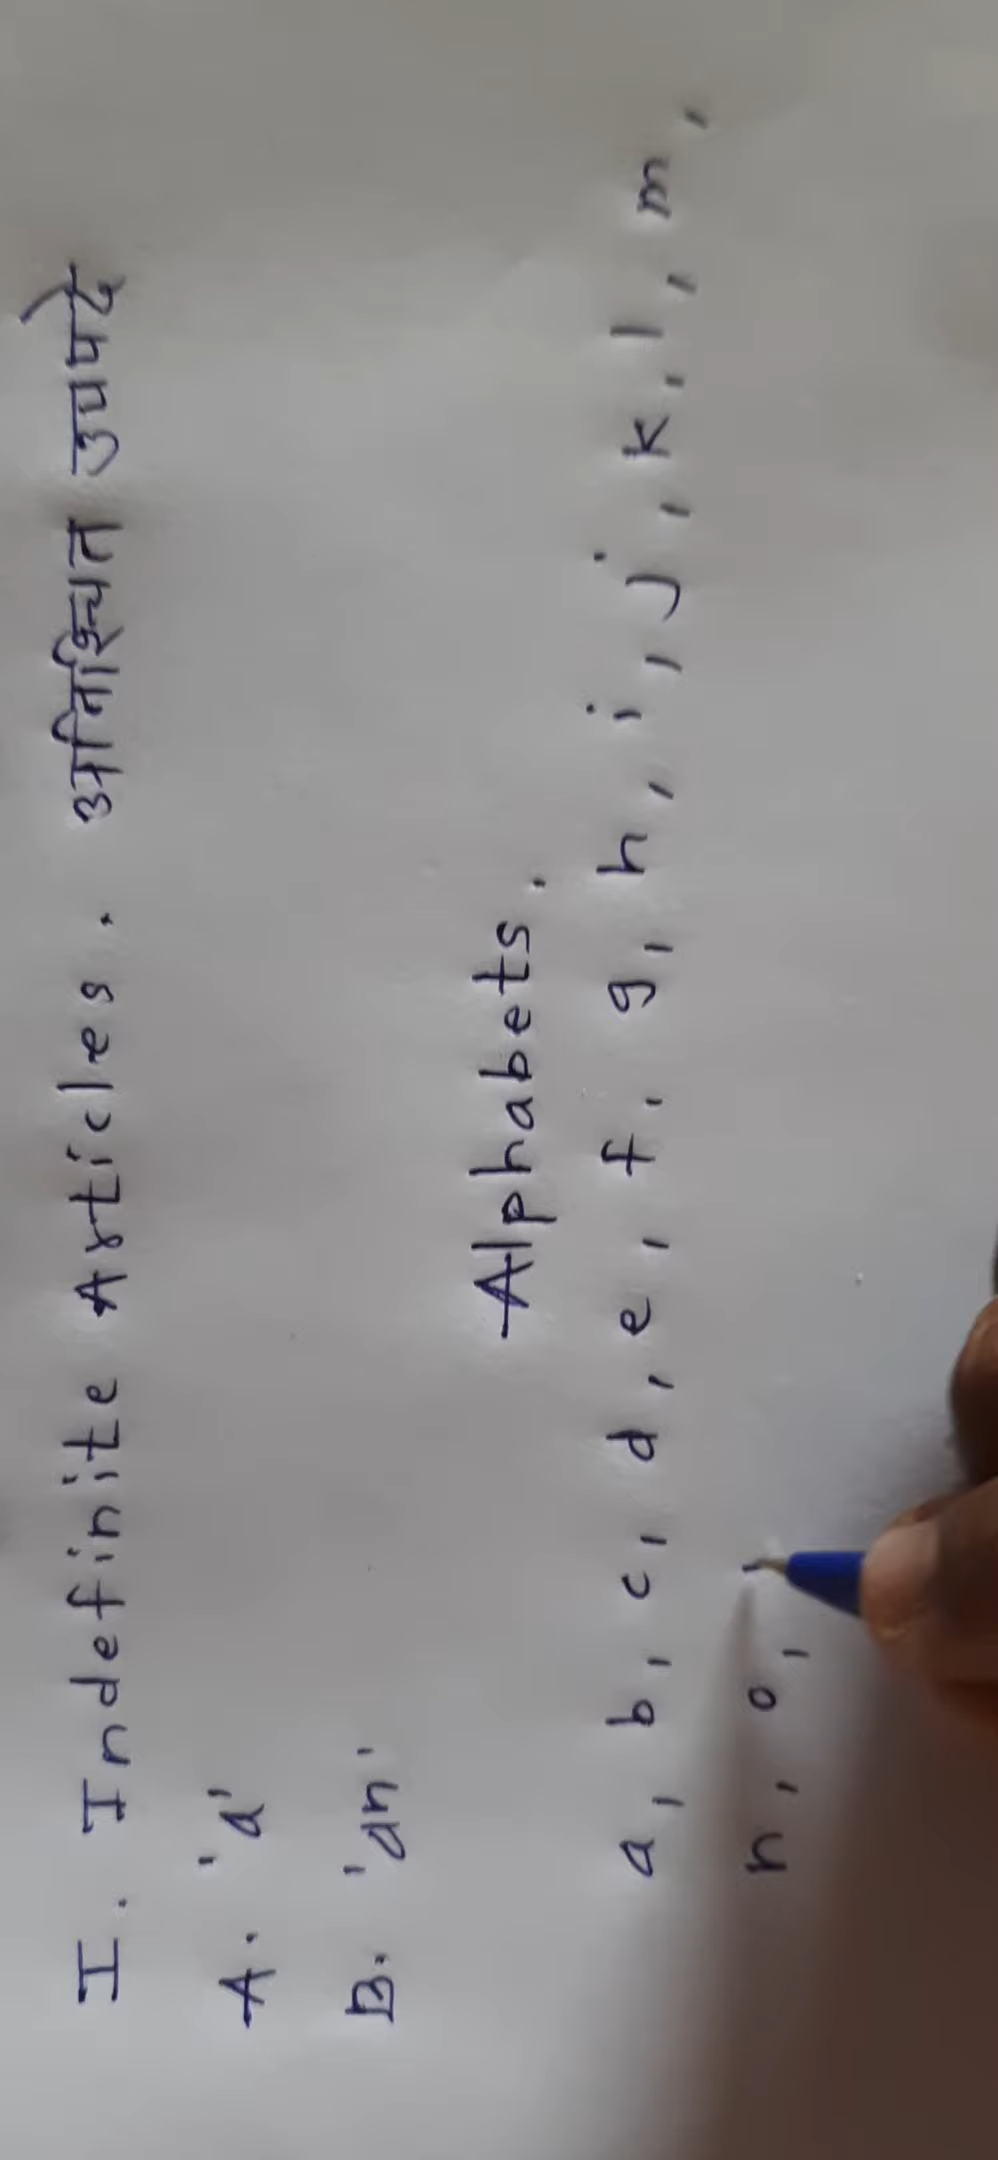 I. Indefinite Articles. अनिश्चित उपपदे
A. 'a'
B. 'an'
Alphabets.
a, b, c, d, e, f, g, h, i, j, k, l, m,
n, o,